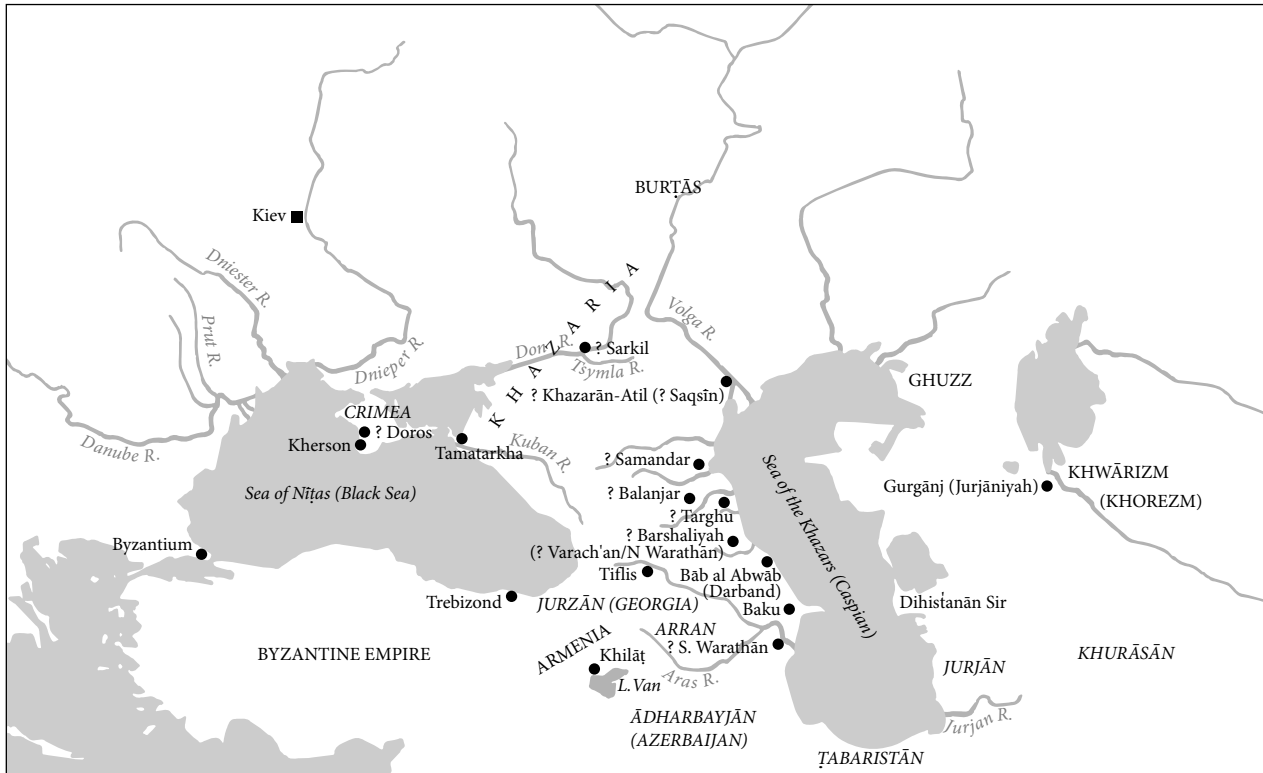 BURṬĀS
Kiev
Dniester R.
Prut R.
Dnieper R.
Danube R.
KHAZARIA
Volga R.
Don R.
? Sarkil
Tsymla R.
GHUZZ
? Khazarān-Atil (? Saqsīn)
CRIMEA
? Doros
Kherson
Tamatarkha
Kuban R.
? Samandar
Sea of the Khazars (Caspian)
KHWĀRIZM
(KHOREZM)
Gurgānj (Jurjāniyah)
Sea of Nīṭas (Black Sea)
? Balanjar
? Targhu
? Barshaliyah
(? Varach'an/N Warathān)
Byzantium
Tiflis
Bāb al Abwāb
(Darband)
Trebizond
JURZĀN (GEORGIA)
Baku
Dihistānān Sir
ARRAN
? S. Warathān
ARMENIA
Khilāṭ
BYZANTINE EMPIRE
Aras R.
L.Van
JURJĀN
KHURĀSĀN
ĀDHARBAYJĀN
(AZERBAIJAN)
Jurjan R.
ṬABARISTĀN